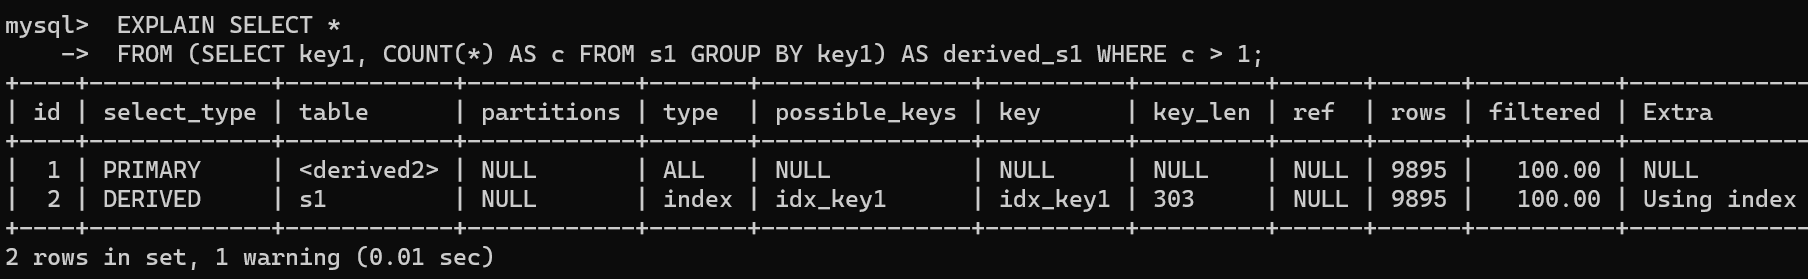 mysql>  EXPLAIN SELECT *
    ->  FROM (SELECT key1, COUNT(*) AS c FROM s1 GROUP BY key1) AS derived_s1 WHERE c > 1;
+----+-------------+------------+------------+-------+---------------+----------+---------+------+------+----------+-------------
| id | select_type | table      | partitions | type  | possible_keys | key      | key_len | ref  | rows | filtered | Extra
+----+-------------+------------+------------+-------+---------------+----------+---------+------+------+----------+-------------
|  1 | PRIMARY     | <derived2> | NULL       | ALL   | NULL          | NULL     | NULL    | NULL | 9895 |   100.00 | NULL
|  2 | DERIVED     | s1         | NULL       | index | idx_key1      | idx_key1 | 303     | NULL | 9895 |   100.00 | Using index
+----+-------------+------------+------------+-------+---------------+----------+---------+------+------+----------+-------------
2 rows in set, 1 warning (0.01 sec)